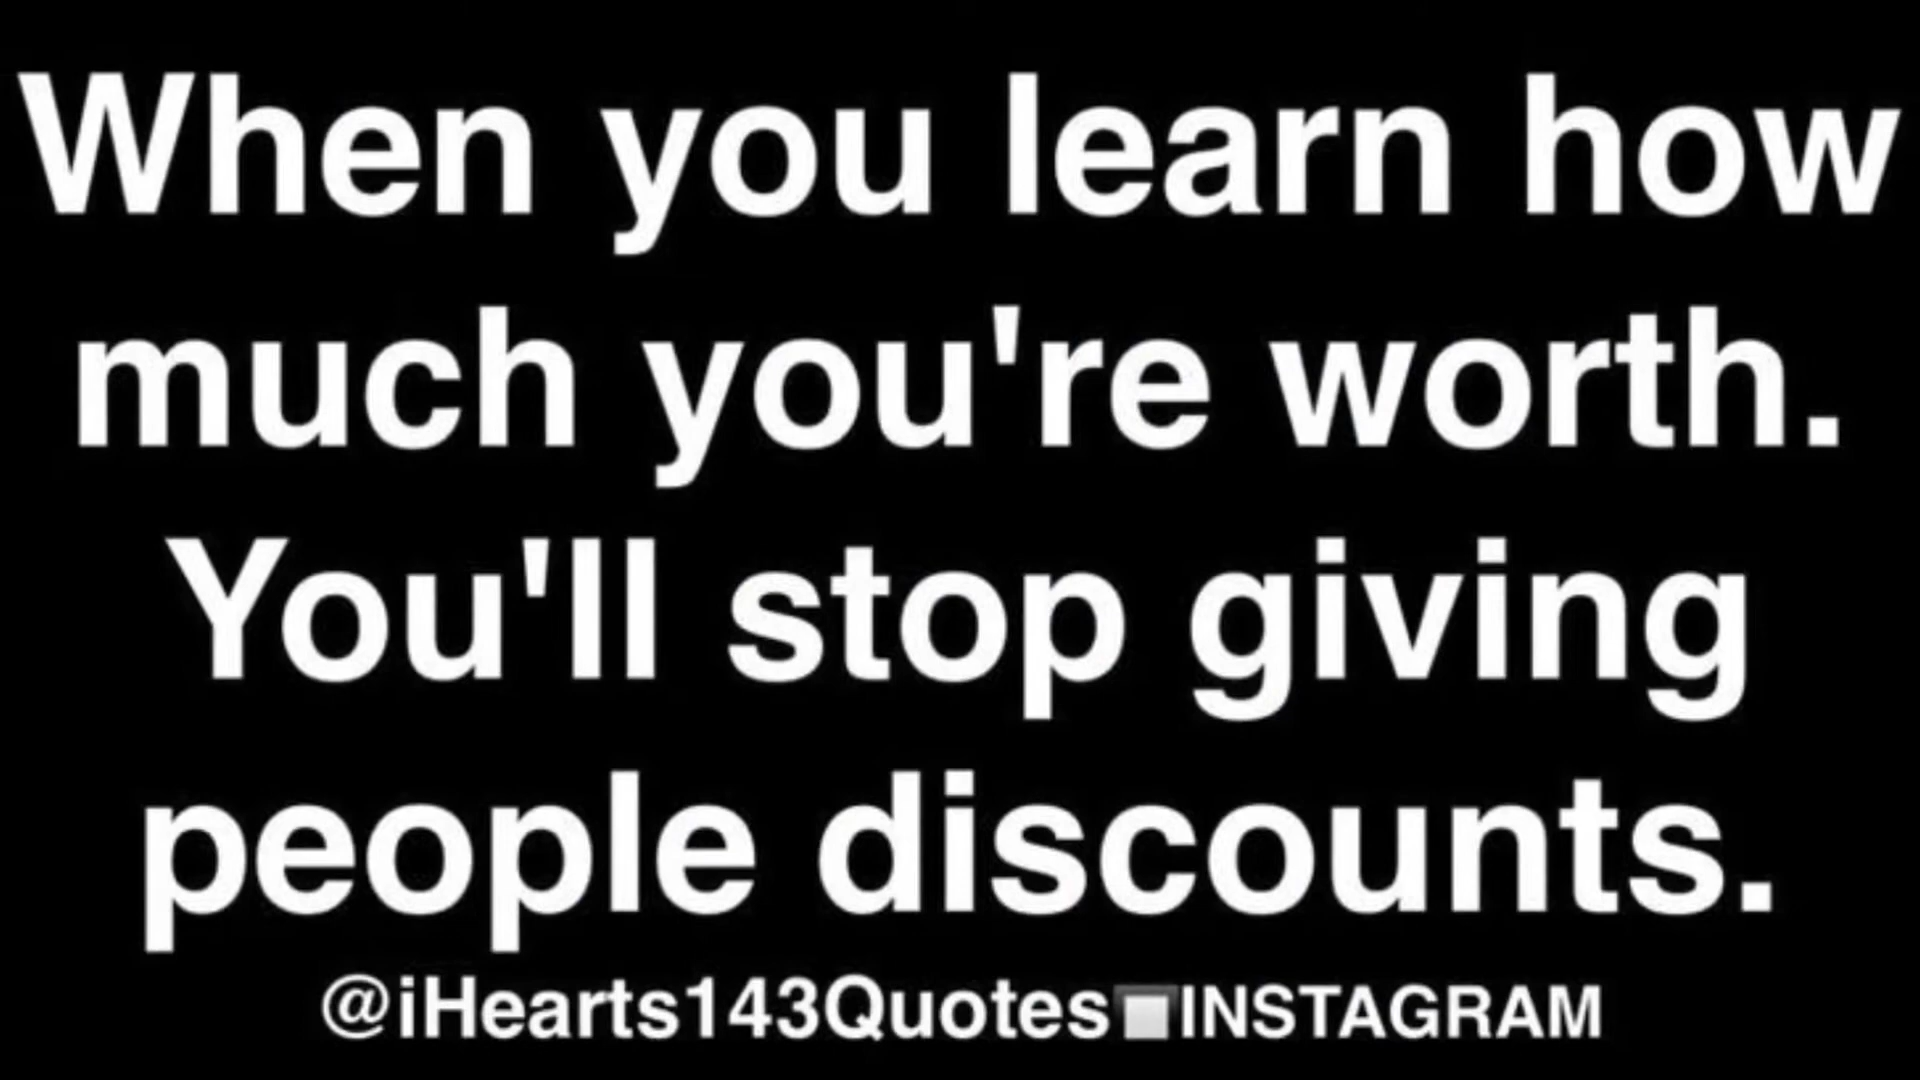 When you learn how
much you're worth.
You'll stop giving
people discounts.
@iHearts143Quotes INSTAGRAM